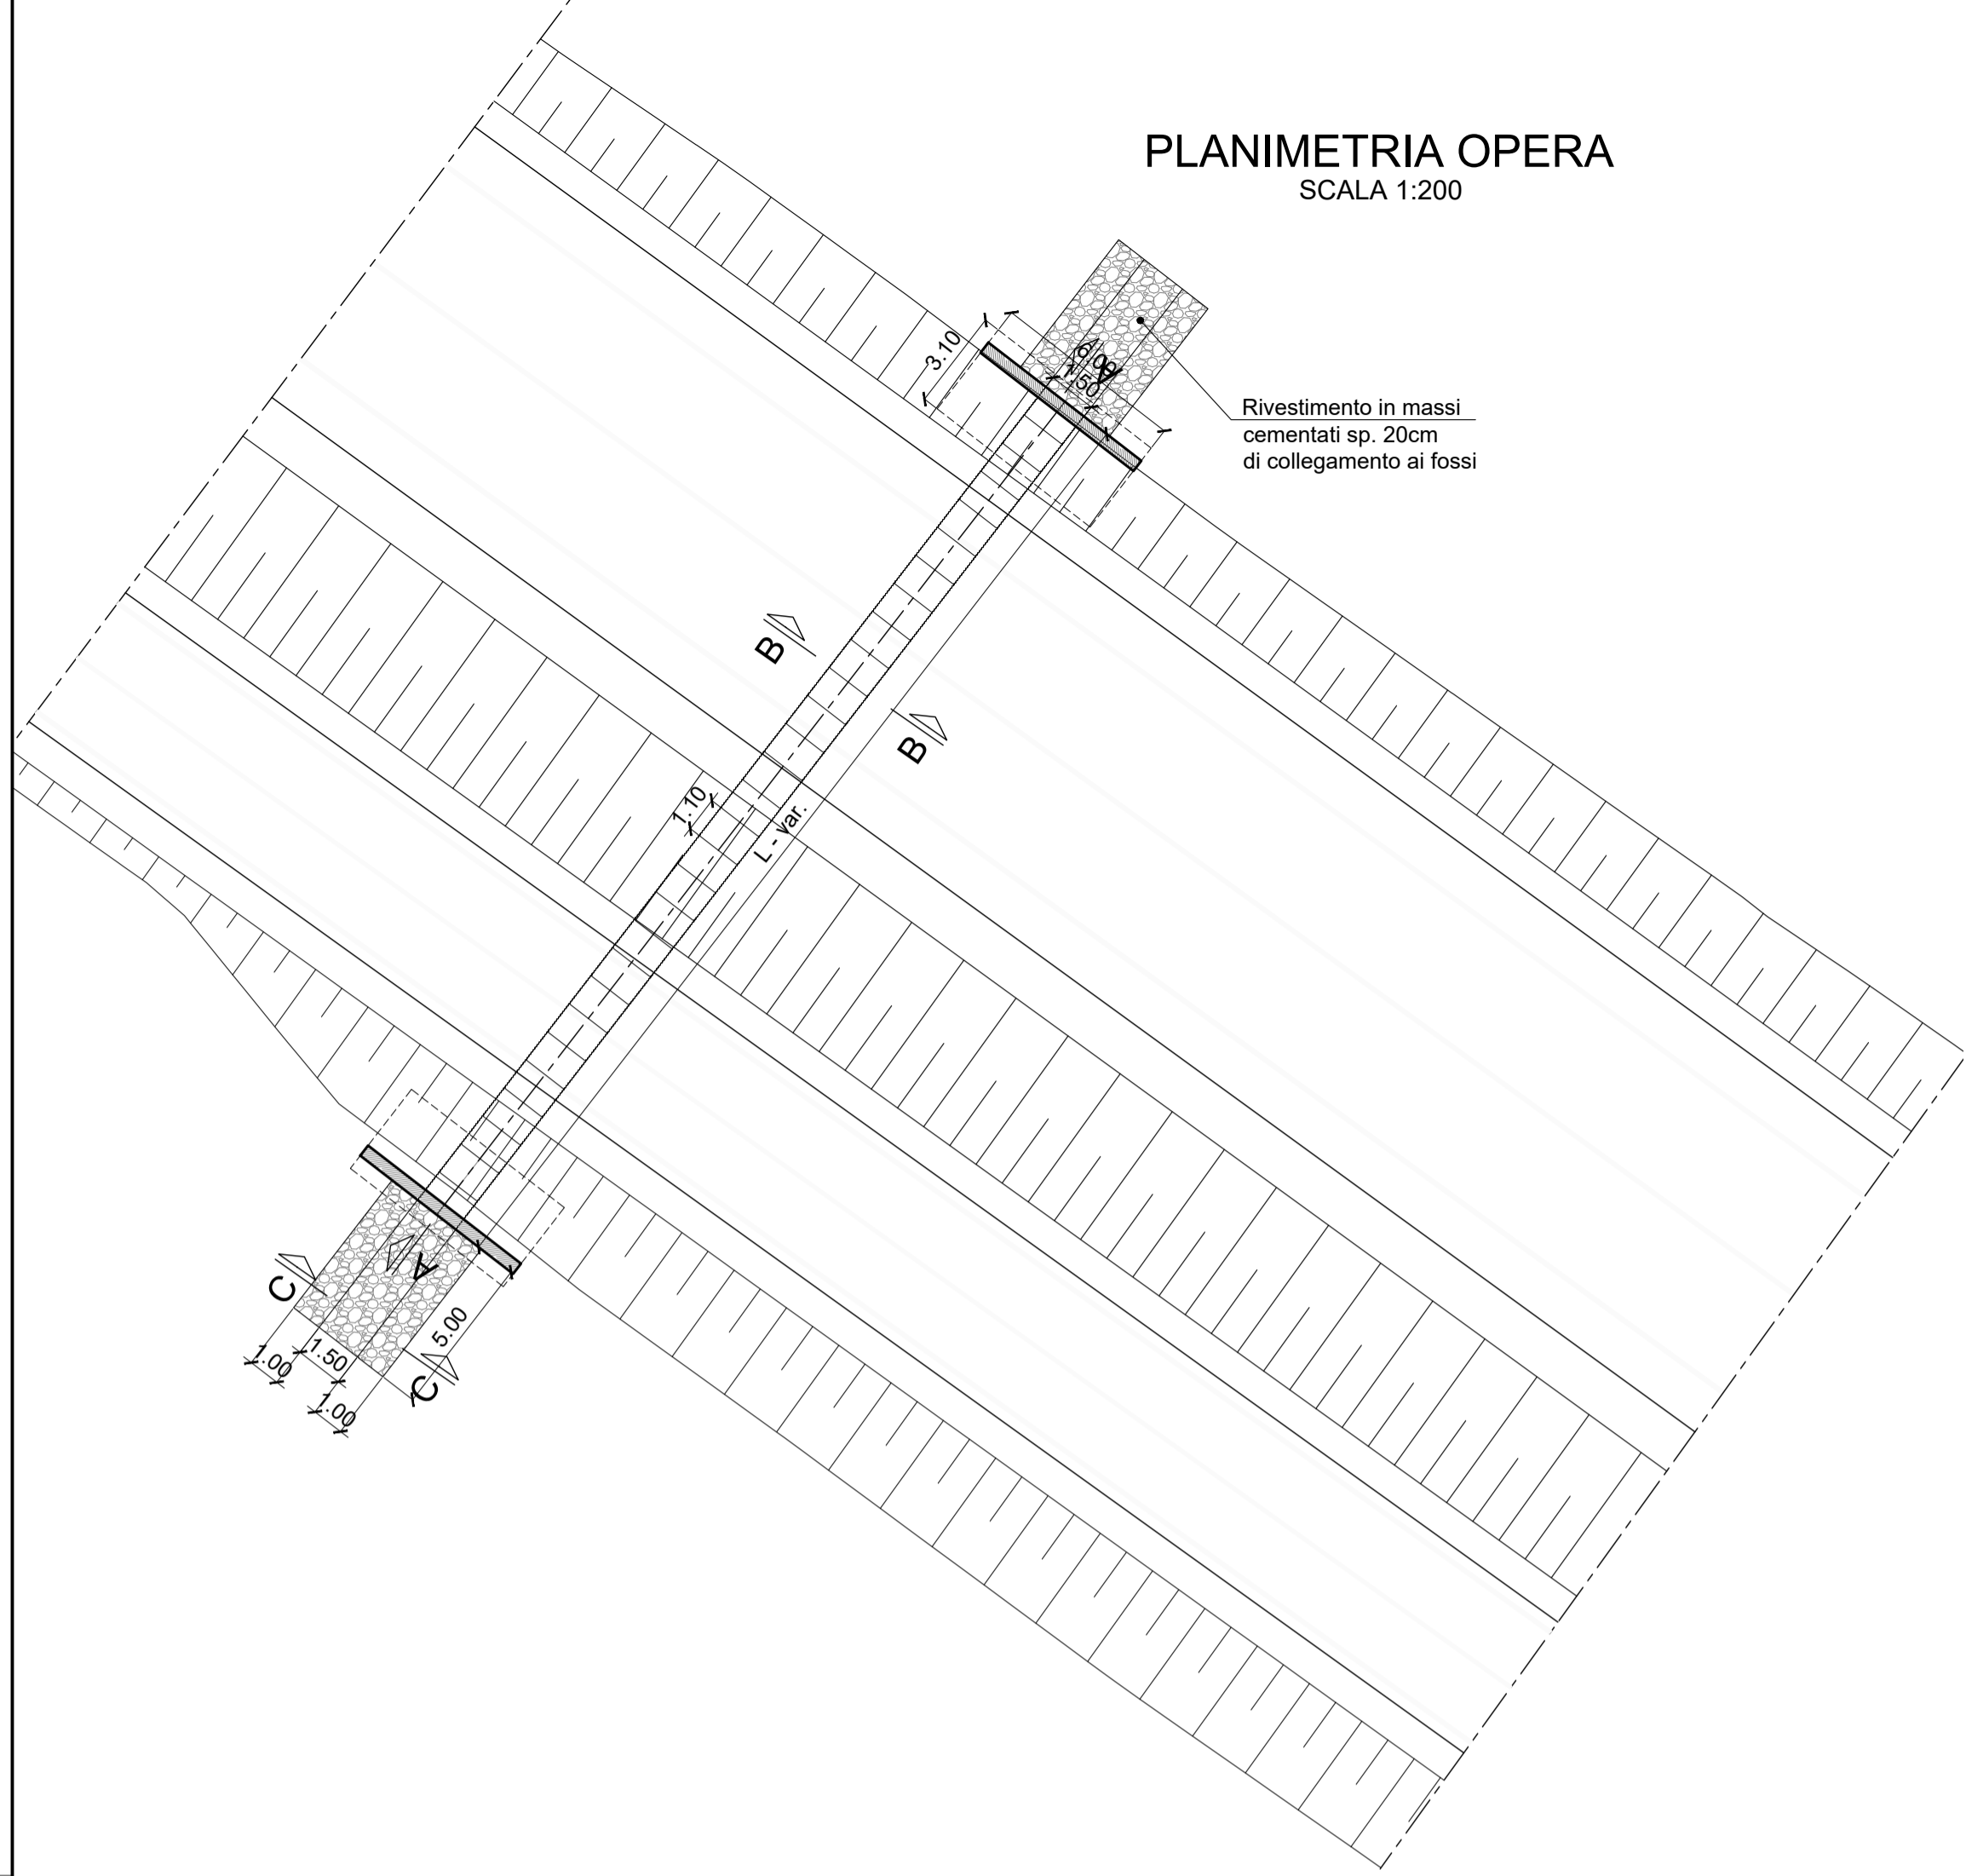 PLANIMETRIA OPERA
SCALA 1:200
3.10
6.00
A
1.50
Rivestimento in massi
cementati sp. 20cm
di collegamento ai fossi
B
B
1.10
L - var.
A
C
5.00
1.00
1.50
C
1.00